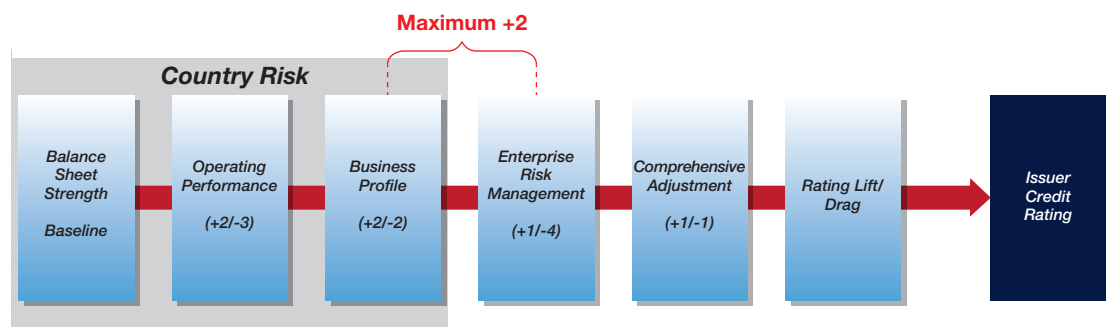 Maximum +2
Country Risk
Balance
Sheet
Strength
Baseline
Operating
Performance
(+2/-3)
Business
Profile
(+2/-2)
Enterprise
Risk
Management
(+1/-4)
Comprehensive
Adjustment
(+1/-1)
Rating Lift/
Drag
Issuer
Credit
Rating